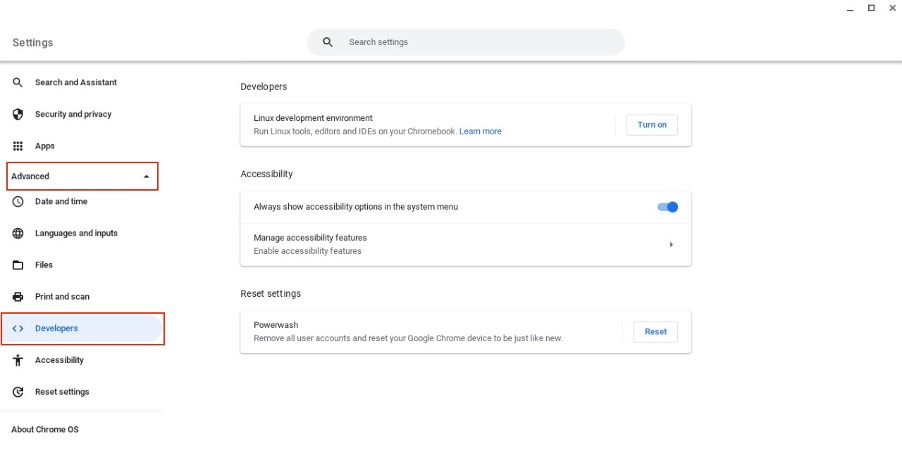 Settings
Search settings
Search and Assistant
Security and privacy
Apps
Advanced
Date and time
Languages and inputs
Files
Print and scan
Developers
Accessibility
Reset settings
About Chrome OS
Developers
Linux development environment
Run Linux tools, editors and IDEs on your Chromebook. Learn more
Turn on
Accessibility
Always show accessibility options in the system menu
Manage accessibility features
Enable accessibility features
Reset settings
Powerwash
Remove all user accounts and reset your Google Chrome device to be just like new.
Reset